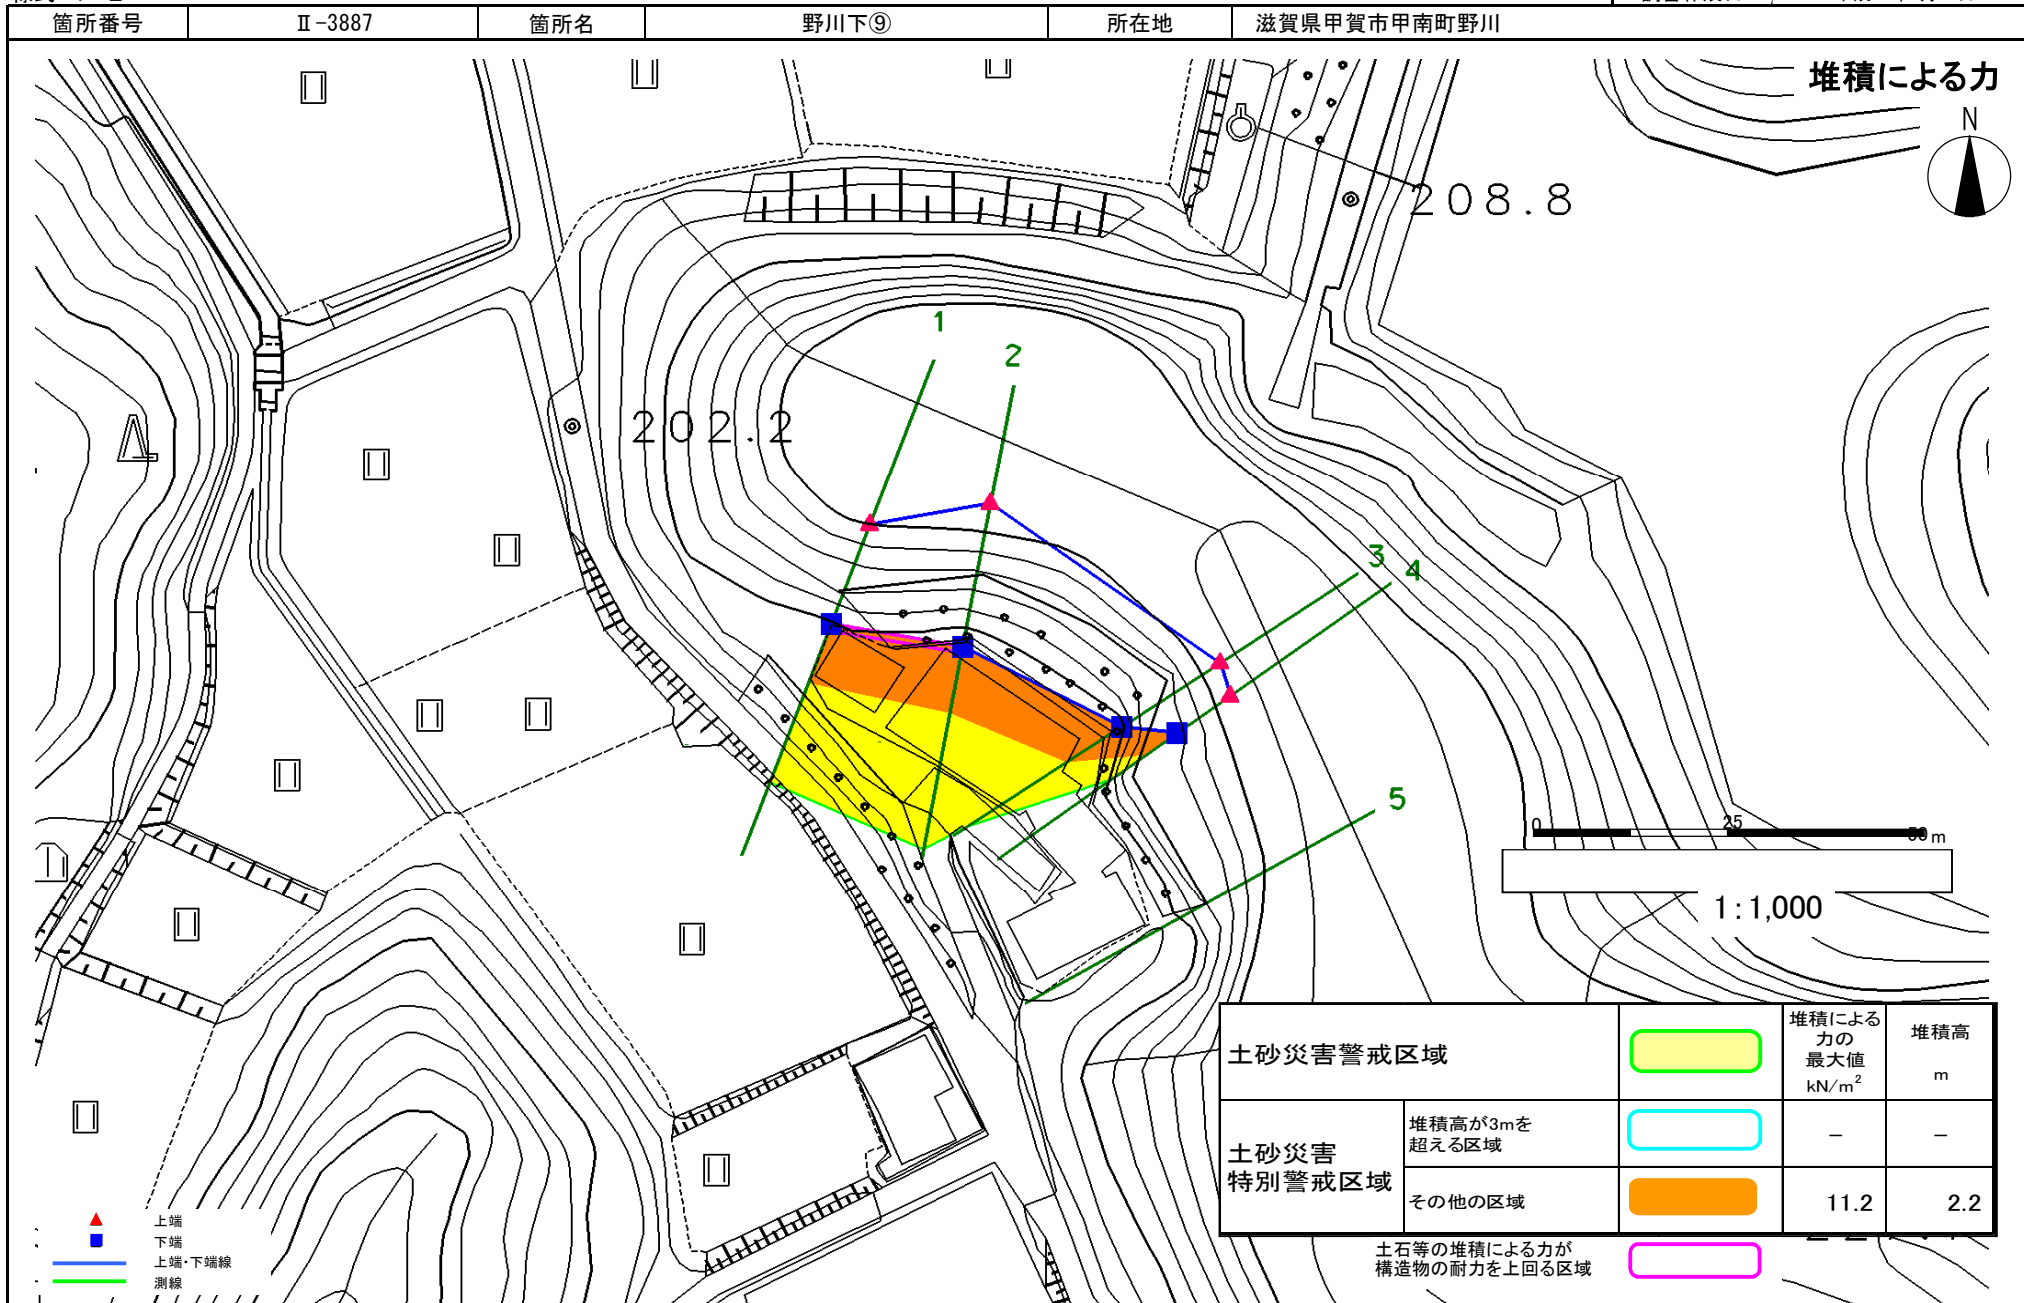 箇所番号 Ⅱ-3887 箇所名 野川下⑨ 所在地 滋賀県甲賀市甲南町野川
堆積による力
N
208.8
1
2
202.2
3
4
5
0 25 50 m
1:1,000
土砂災害警戒区域
堆積による
力の
最大値
kN/m²
堆積高
m
土砂災害
特別警戒区域
堆積高が3mを
超える区域
－ －
その他の区域
11.2 2.2
土石等の堆積による力が
構造物の耐力を上回る区域
上端
下端
上端・下端線
測線